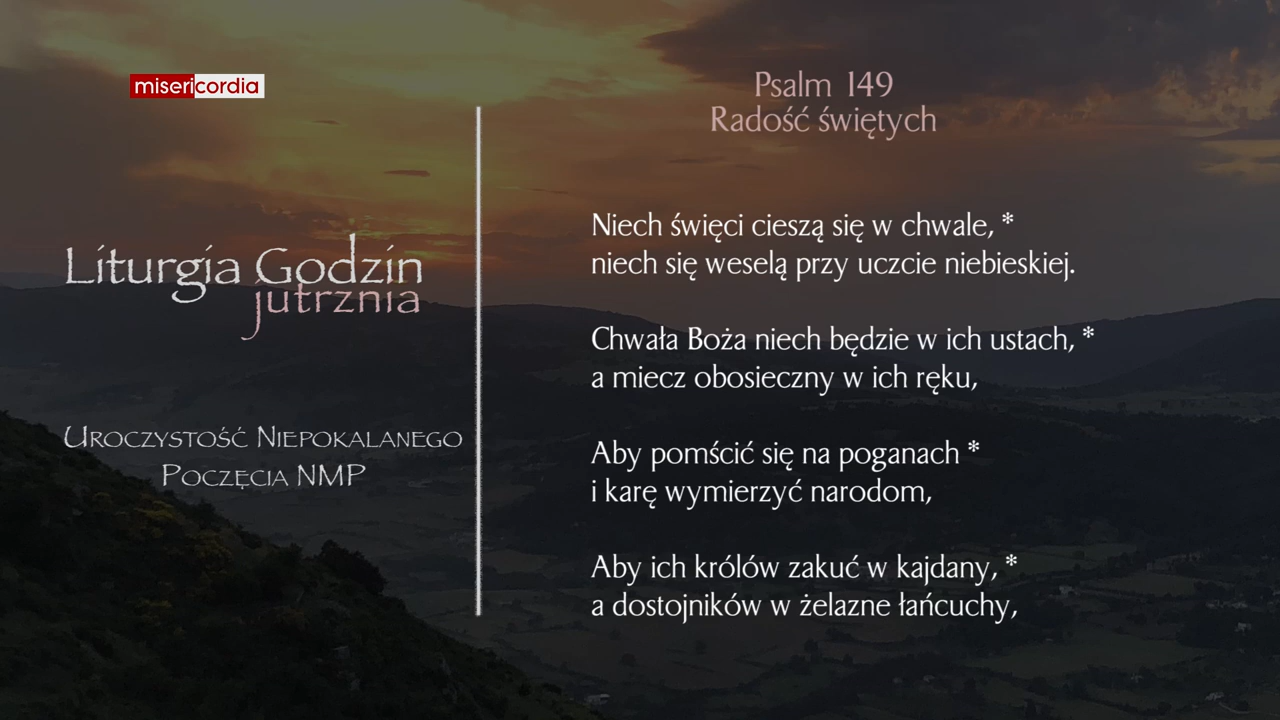 misericordia
Liturgia Godzin
jutrznia
Uroczystość Niepokalanego
Poczęcia NMP
Psalm 149
Radość świętych
Niech święci cieszą się w chwale, *
niech się weselą przy uczcie niebieskiej.
Chwała Boża niech będzie w ich ustach, *
a miecz obosieczny w ich ręku,
Aby pomścić się na poganach *
i karę wymierzyć narodom,
Aby ich królów zakuć w kajdany, *
a dostojników w żelazne łańcuchy,